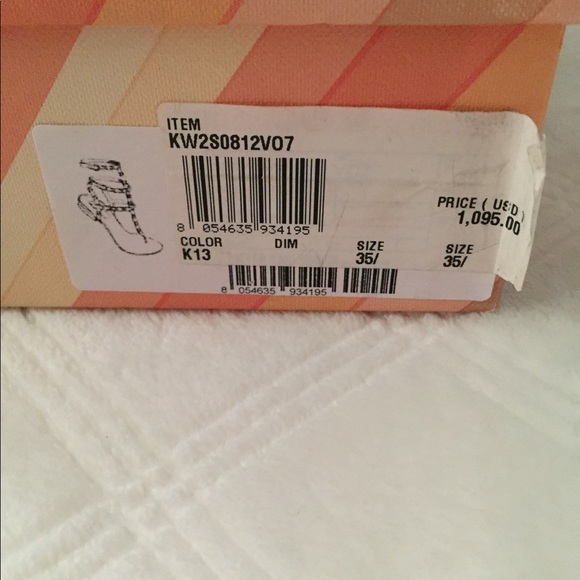 ITEM
KW2S0812VO7
8 054635 934195
PRICE ( USD )
1,095.00
COLOR DIM SIZE SIZE
K13 35/ 35/
8 054635 934195